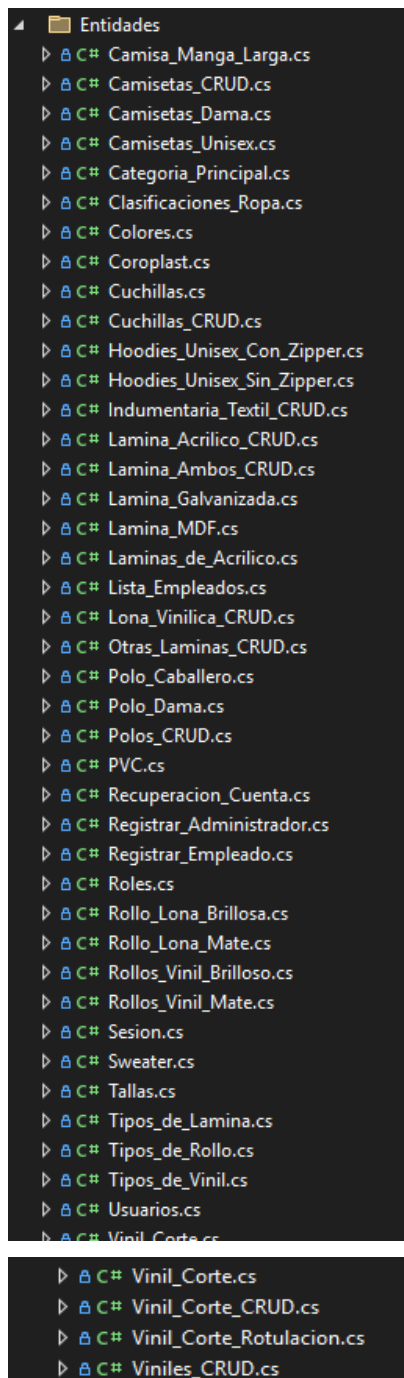 Entidades
C# Camisa_Manga_Larga.cs
C# Camisetas_CRUD.cs
C# Camisetas_Dama.cs
C# Camisetas_Unisex.cs
C# Categoria_Principal.cs
C# Clasificaciones_Ropa.cs
C# Colores.cs
C# Coroplast.cs
C# Cuchillas.cs
C# Cuchillas_CRUD.cs
C# Hoodies_Unisex_Con_Zipper.cs
C# Hoodies_Unisex_Sin_Zipper.cs
C# Indumentaria_Textil_CRUD.cs
C# Lamina_Acrilico_CRUD.cs
C# Lamina_Ambos_CRUD.cs
C# Lamina_Galvanizada.cs
C# Lamina_MDF.cs
C# Laminas_de_Acrilico.cs
C# Lista_Empleados.cs
C# Lona_Vinilica_CRUD.cs
C# Otras_Laminas_CRUD.cs
C# Polo_Caballero.cs
C# Polo_Dama.cs
C# Polos_CRUD.cs
C# PVC.cs
C# Recuperacion_Cuenta.cs
C# Registrar_Administrador.cs
C# Registrar_Empleado.cs
C# Roles.cs
C# Rollo_Lona_Brillosa.cs
C# Rollo_Lona_Mate.cs
C# Rollos_Vinil_Brilloso.cs
C# Rollos_Vinil_Mate.cs
C# Sesion.cs
C# Sweater.cs
C# Tallas.cs
C# Tipos_de_Lamina.cs
C# Tipos_de_Rollo.cs
C# Tipos_de_Vinil.cs
C# Usuarios.cs
C# Vinil_Corte.cs
C# Vinil_Corte.cs
C# Vinil_Corte_CRUD.cs
C# Vinil_Corte_Rotulacion.cs
C# Viniles_CRUD.cs